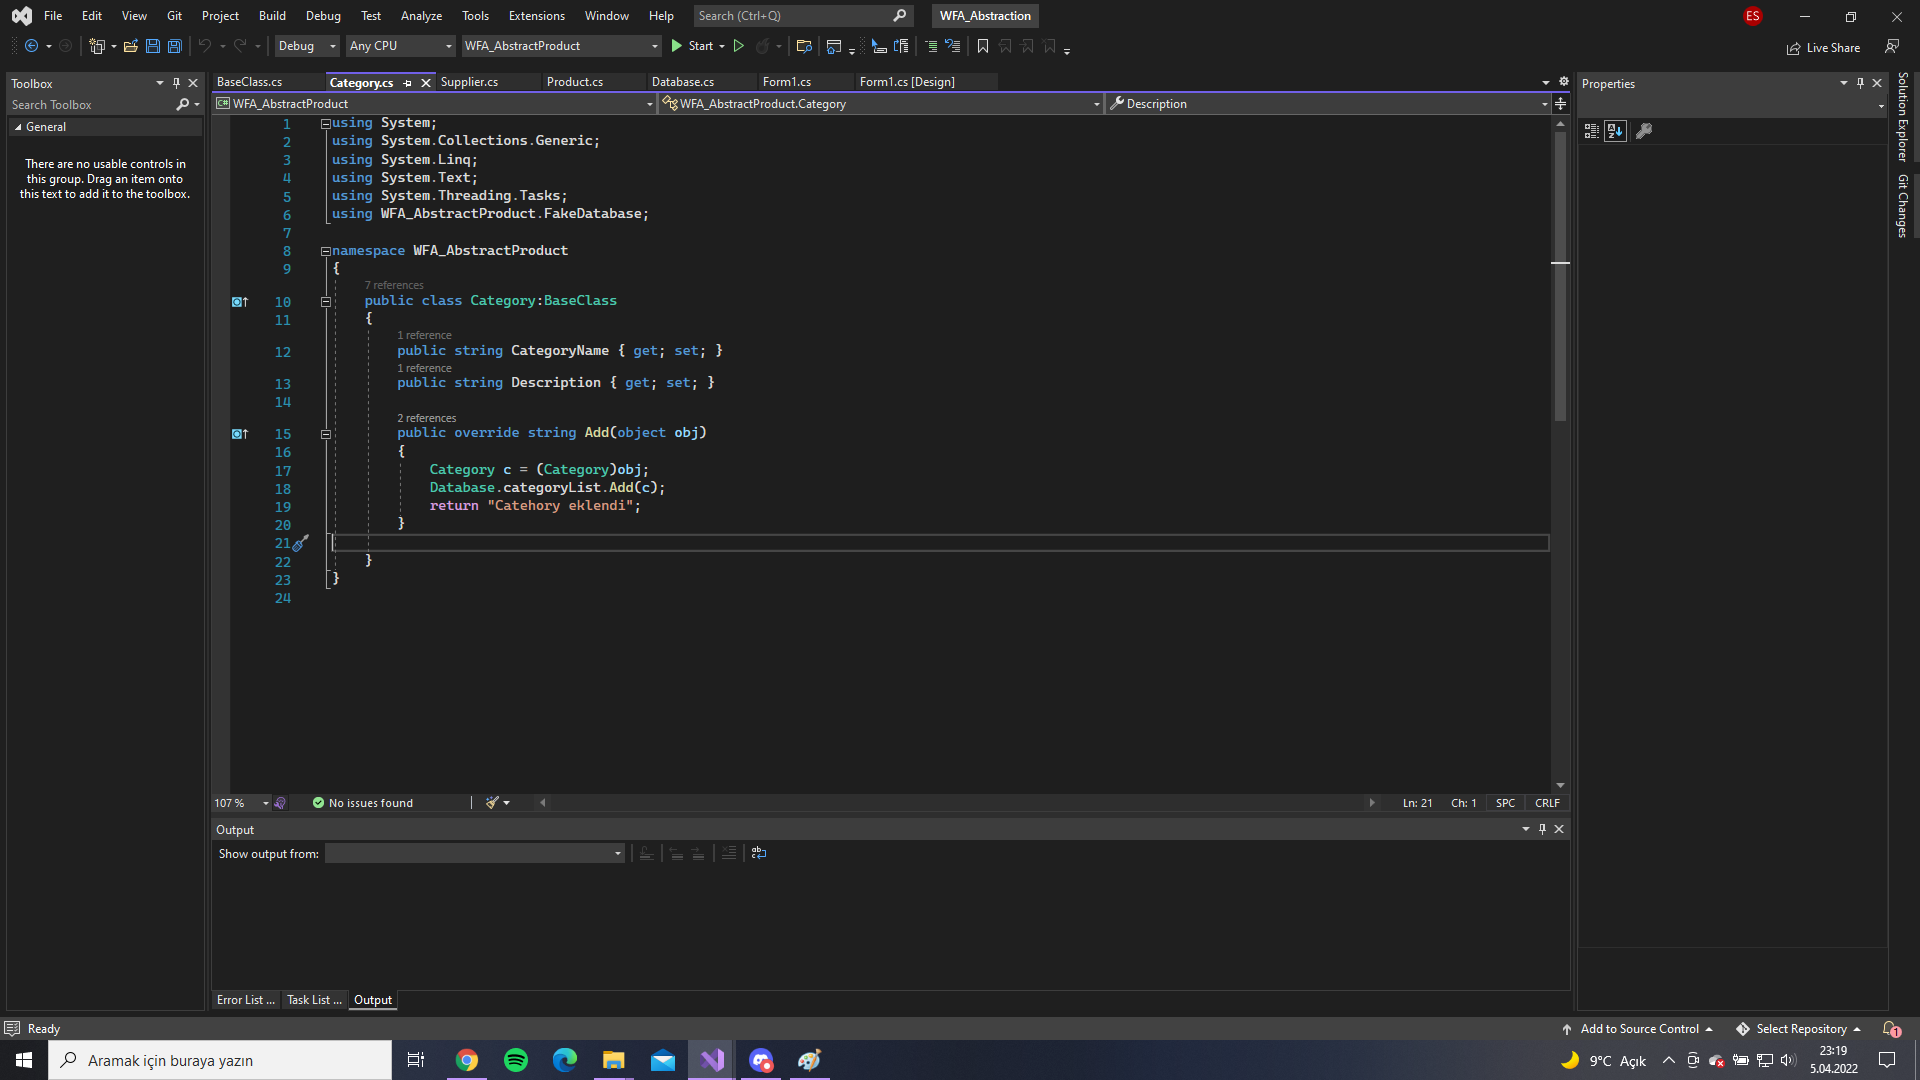 File Edit View Git Project Build Debug Test Analyze Tools Extensions Window Help Search (Ctrl+Q) WFA_Abstraction ES
Debug Any CPU WFA_AbstractProduct Start Live Share
Toolbox
Search Toolbox
General
There are no usable controls in
this group. Drag an item onto
this text to add it to the toolbox.
BaseClass.cs Category.cs Supplier.cs Product.cs Database.cs Form1.cs Form1.cs [Design]
C# WFA_AbstractProduct WFA_AbstractProduct.Category Description
1 using System;
2 using System.Collections.Generic;
3 using System.Linq;
4 using System.Text;
5 using System.Threading.Tasks;
6 using WFA_AbstractProduct.FakeDatabase;
7
8 namespace WFA_AbstractProduct
9 {
7 references
10 public class Category:BaseClass
11 {
1 reference
12 public string CategoryName { get; set; }
1 reference
13 public string Description { get; set; }
14
2 references
15 public override string Add(object obj)
16 {
17 Category c = (Category)obj;
18 Database.categoryList.Add(c);
19 return "Catehory eklendi";
20 }
21
22 }
23 }
24
107 % No issues found Ln: 21 Ch: 1 SPC CRLF
Output
Show output from:
Error List ... Task List ... Output
Properties
Solution Explorer
Git Changes
Ready Add to Source Control Select Repository 1
Aramak için buraya yazın
9°C Açık
23:19
5.04.2022